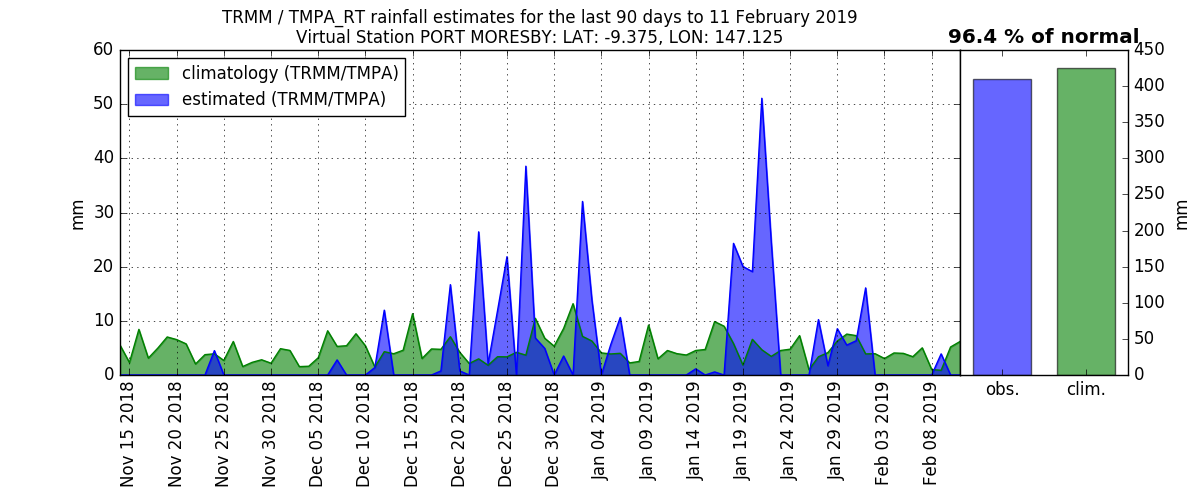 TRMM / TMPA_RT rainfall estimates for the last 90 days to 11 February 2019
Virtual Station PORT MORESBY: LAT: -9.375, LON: 147.125
96.4 % of normal
climatology (TRMM/TMPA)
estimated (TRMM/TMPA)
60
50
40
30
20
10
0
mm
450
400
350
300
250
200
150
100
50
0
mm
Nov 15 2018
Nov 20 2018
Nov 25 2018
Nov 30 2018
Dec 05 2018
Dec 10 2018
Dec 15 2018
Dec 20 2018
Dec 25 2018
Dec 30 2018
Jan 04 2019
Jan 09 2019
Jan 14 2019
Jan 19 2019
Jan 24 2019
Jan 29 2019
Feb 03 2019
Feb 08 2019
obs.
clim.